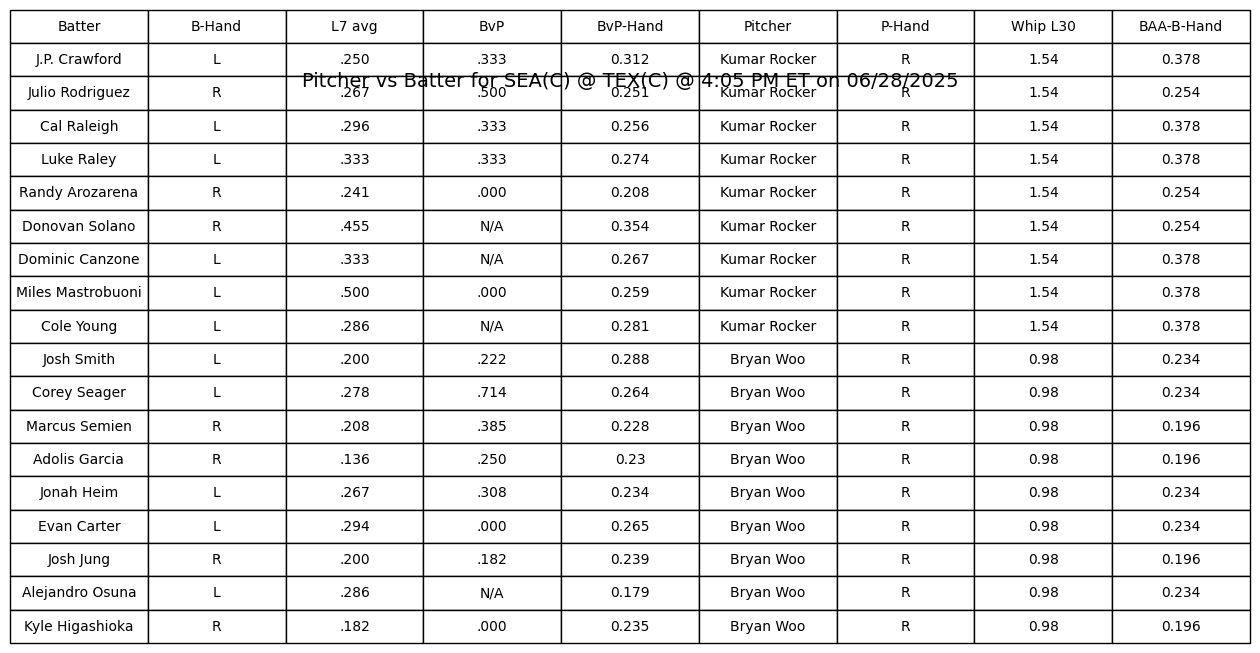 Batter B-Hand L7 avg BvP BvP-Hand Pitcher P-Hand Whip L30 BAA-B-Hand
J.P. Crawford L .250 .333 0.312 Kumar Rocker R 1.54 0.378
Pitcher vs Batter for SEA(C) @ TEX(C) @ 4:05 PM ET on 06/28/2025
Julio Rodriguez R .267 .500 0.251 Kumar Rocker R 1.54 0.254
Cal Raleigh L .296 .333 0.256 Kumar Rocker R 1.54 0.378
Luke Raley L .333 .333 0.274 Kumar Rocker R 1.54 0.378
Randy Arozarena R .241 .000 0.208 Kumar Rocker R 1.54 0.254
Donovan Solano R .455 N/A 0.354 Kumar Rocker R 1.54 0.254
Dominic Canzone L .333 N/A 0.267 Kumar Rocker R 1.54 0.378
Miles Mastrobuoni L .500 .000 0.259 Kumar Rocker R 1.54 0.378
Cole Young L .286 N/A 0.281 Kumar Rocker R 1.54 0.378
Josh Smith L .200 .222 0.288 Bryan Woo R 0.98 0.234
Corey Seager L .278 .714 0.264 Bryan Woo R 0.98 0.234
Marcus Semien R .208 .385 0.228 Bryan Woo R 0.98 0.196
Adolis Garcia R .136 .250 0.23 Bryan Woo R 0.98 0.196
Jonah Heim L .267 .308 0.234 Bryan Woo R 0.98 0.234
Evan Carter L .294 .000 0.265 Bryan Woo R 0.98 0.234
Josh Jung R .200 .182 0.239 Bryan Woo R 0.98 0.196
Alejandro Osuna L .286 N/A 0.179 Bryan Woo R 0.98 0.234
Kyle Higashioka R .182 .000 0.235 Bryan Woo R 0.98 0.196